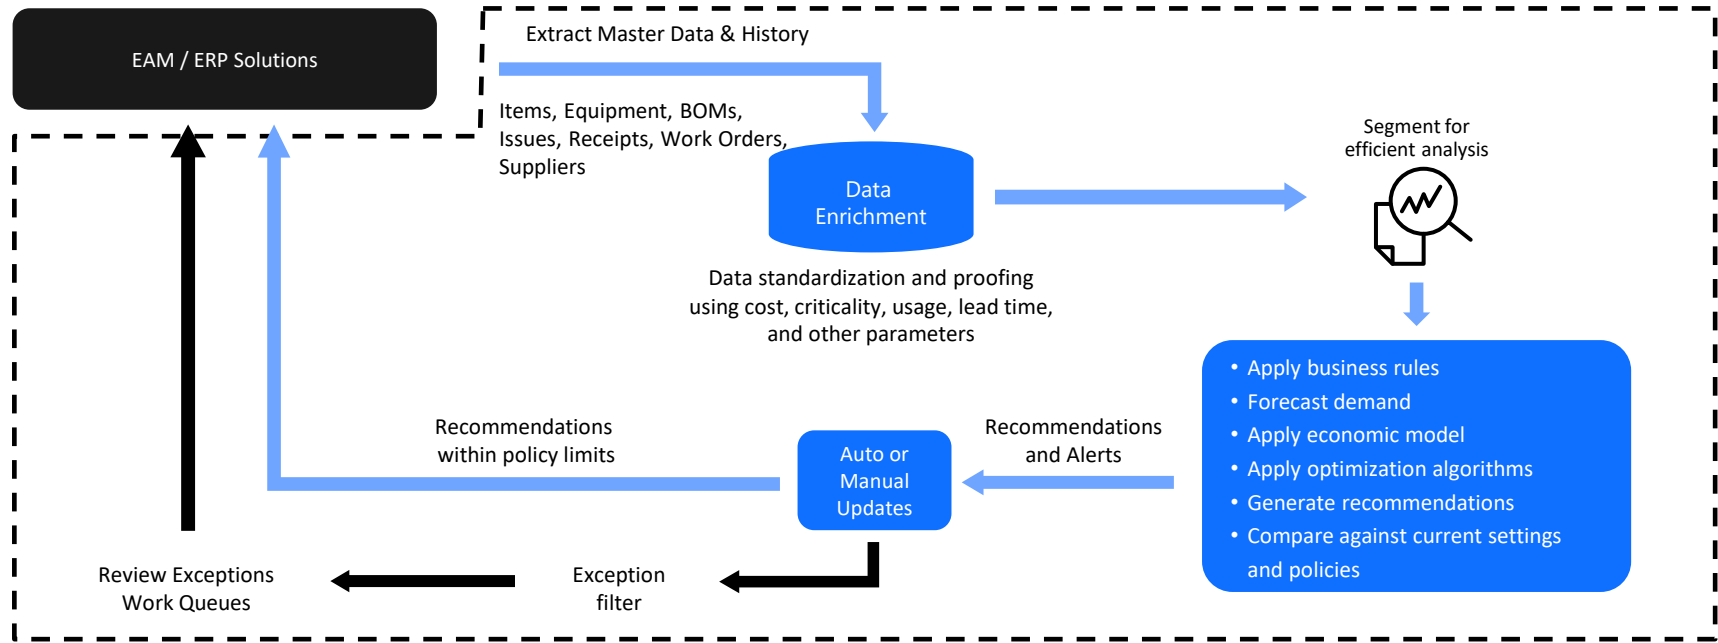 EAM / ERP Solutions
Extract Master Data & History
Items, Equipment, BOMs,
Issues, Receipts, Work Orders,
Suppliers
Data
Enrichment
Data standardization and proofing
using cost, criticality, usage, lead time,
and other parameters
Segment for
efficient analysis
• Apply business rules
• Forecast demand
• Apply economic model
• Apply optimization algorithms
• Generate recommendations
• Compare against current settings
and policies
Recommendations
and Alerts
Auto or
Manual
Updates
Recommendations
within policy limits
Exception
filter
Review Exceptions
Work Queues